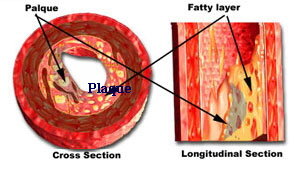 Palque
Fatty layer
Plaque
Cross Section
Longitudinal Section